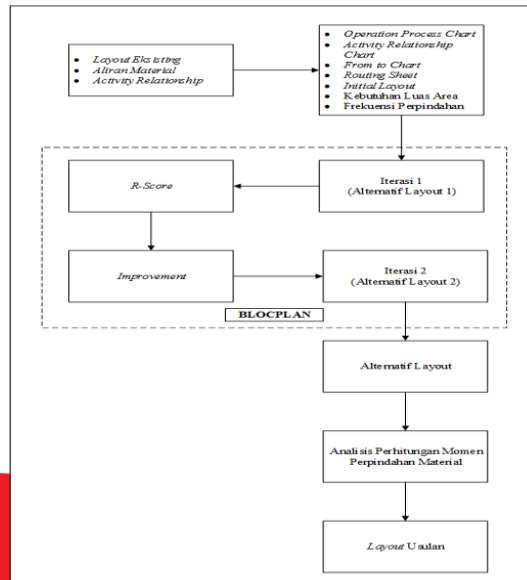 • Layout Eksisting
• Aliran Material
• Activity Relationship
• Operation Process Chart
• Activity Relationship
Chart
• From to Chart
• Routing Sheet
• Initial Layout
• Kebutuhan Luas Area
• Frekuensi Perpindahan
R-Score
Iterasi 1
(Alternatif Layout 1)
Improvement
Iterasi 2
(Alternatif Layout 2)
BLOCPLAN
Alternatif Layout
Analisis Perhitungan Momen
Perpindahan Material
Layout Usulan